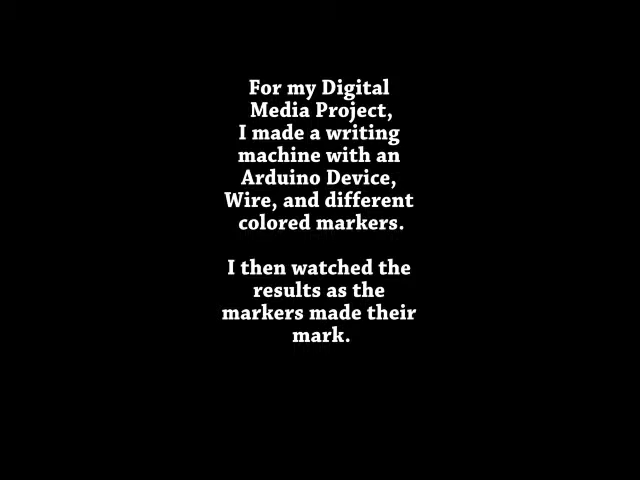 For my Digital
Media Project,
I made a writing
machine with an
Arduino Device,
Wire, and different
colored markers.
I then watched the
results as the
markers made their
mark.